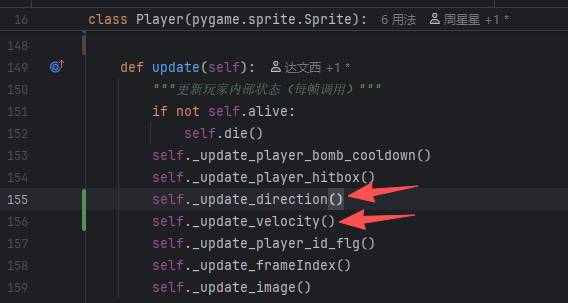 16 class Player(pygame.sprite.Sprite): 6 用法 周星星 +1 *
148
149 def update(self): 达文西 +1 *
150 """更新玩家内部状态（每帧调用）"""
151 if not self.alive:
152 self.die()
153 self._update_player_bomb_cooldown()
154 self._update_player_hitbox()
155 self._update_direction()
156 self._update_velocity()
157 self._update_player_id_flg()
158 self._update_frameIndex()
159 self._update_image()